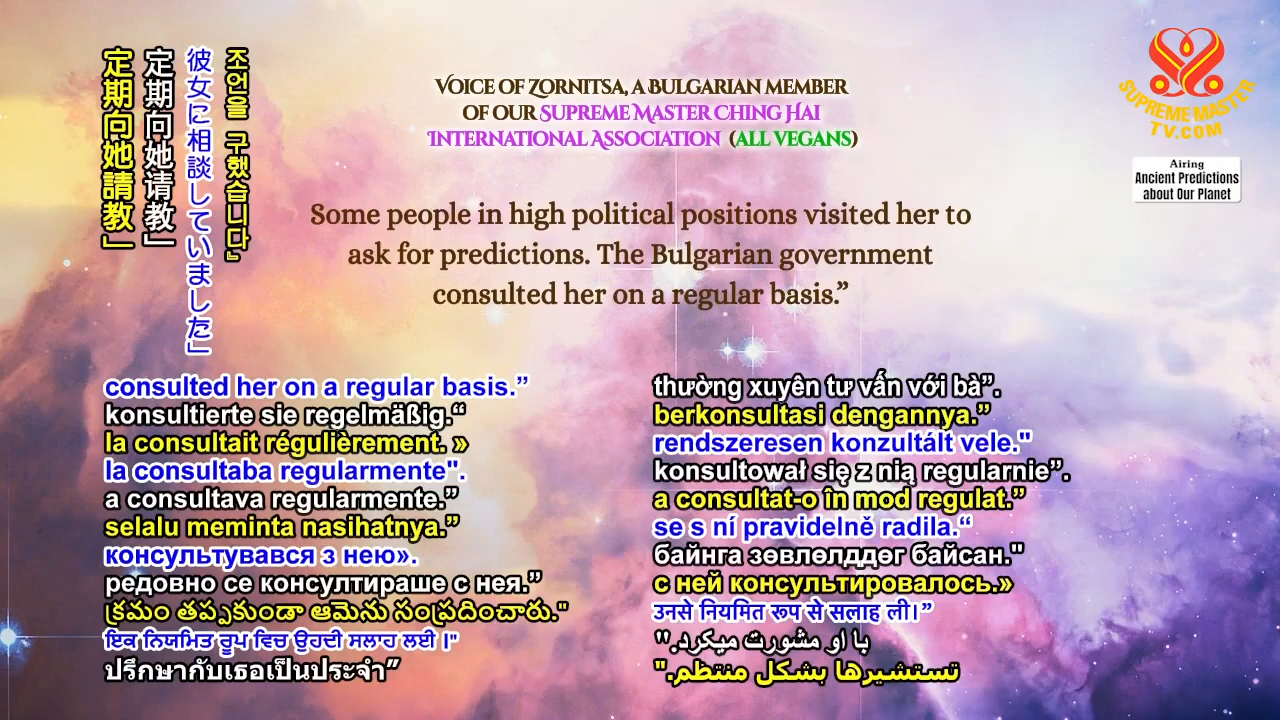 定期向她請教」
定期向她请教」
彼女に相談していました」
조언을 구했습니다』
VOICE OF ZORNITSA, A BULGARIAN MEMBER
OF OUR SUPREME MASTER CHING HAI
INTERNATIONAL ASSOCIATION (ALL VEGANS)
SUPREME MASTER
TV.COM
Airing
Ancient Predictions
about Our Planet
Some people in high political positions visited her to
ask for predictions. The Bulgarian government
consulted her on a regular basis.”
consulted her on a regular basis.”
konsultierte sie regelmäßig.“
la consultait régulièrement. »
la consultaba regularmente".
a consultava regularmente.”
selalu meminta nasihatnya.”
консультувався з нею».
редовно се консултираше с нея.”
క్రమం తప్పకుండా ఆమెను సంప్రదించారు."
ਇਕ ਨਿਯਮਿਤ ਰੂਪ ਵਿਚ ਉਹਦੀ ਸਲਾਹ ਲਈ।"
ปรึกษากับเธอเป็นประจำ”
thường xuyên tư vấn với bà”.
berkonsultasi dengannya.”
rendszeresen konzultált vele."
konsultował się z nią regularnie”.
a consultat-o în mod regulat.”
se s ní pravidelně radila.“
байнга зөвлөлддөг байсан."
с ней консультировалось.»
उनसे नियमित रूप से सलाह ली।”
با او مشورت میکرد."
تستشيرها بشكل منتظم."